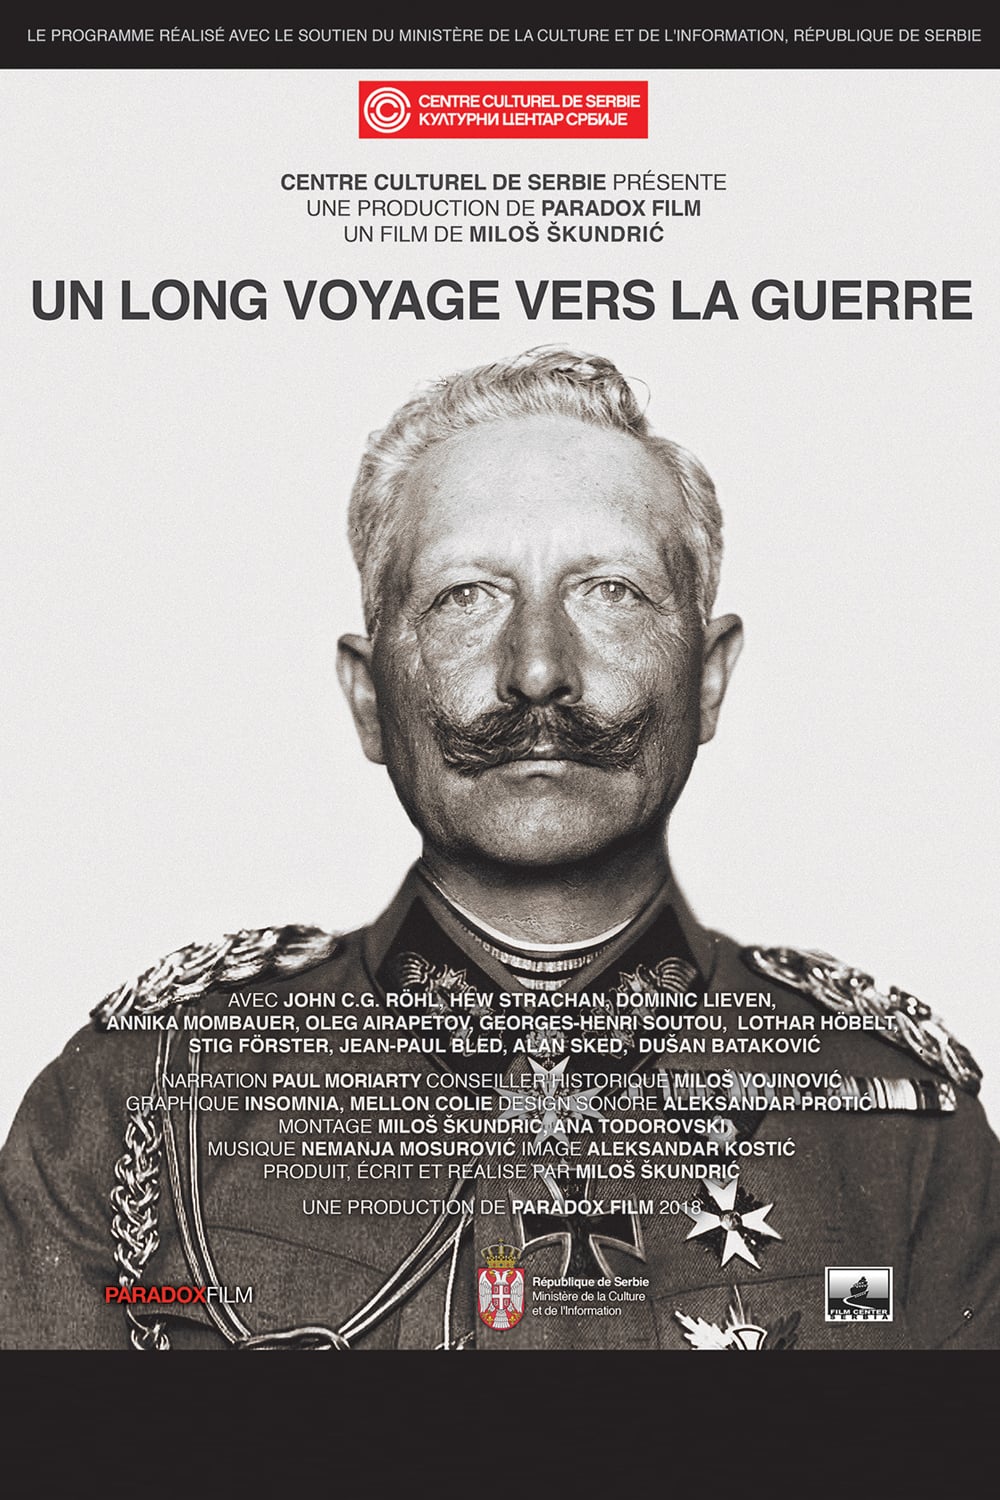 LE PROGRAMME RÉALISÉ AVEC LE SOUTIEN DU MINISTÈRE DE LA CULTURE ET DE L'INFORMATION, RÉPUBLIQUE DE SERBIE
CENTRE CULTUREL DE SERBIE
КУЛТУРНИ ЦЕНТАР СРБИЈЕ
CENTRE CULTUREL DE SERBIE PRÉSENTE
UNE PRODUCTION DE PARADOX FILM
UN FILM DE MILOŠ ŠKUNDRIĆ
UN LONG VOYAGE VERS LA GUERRE
AVEC JOHN C.G. RÖHL, HEW STRACHAN, DOMINIC LIEVEN,
ANNIKA MOMBAUER, OLEG AIRAPETOV, GEORGES-HENRI SOUTOU, LOTHAR HÖBELT,
STIG FÖRSTER, JEAN-PAUL BLED, ALAN SKED, DUŠAN BATAKOVIĆ
NARRATION PAUL MORIARTY CONSEILLER HISTORIQUE MILOŠ VOJINOVIĆ
GRAPHIQUE INSOMNIA, MELLON COLIE DESIGN SONORE ALEKSANDAR PROTIĆ
MONTAGE MILOŠ ŠKUNDRIĆ, ANA TODOROVSKI
MUSIQUE NEMANJA MOSUROVIĆ IMAGE ALEKSANDAR KOSTIĆ
PRODUIT, ÉCRIT ET REALISE PAR MILOŠ ŠKUNDRIĆ
UNE PRODUCTION DE PARADOX FILM 2018
PARADOXFILM
République de Serbie
Ministère de la Culture
et de l'Information
FILM CENTER
SERBIA